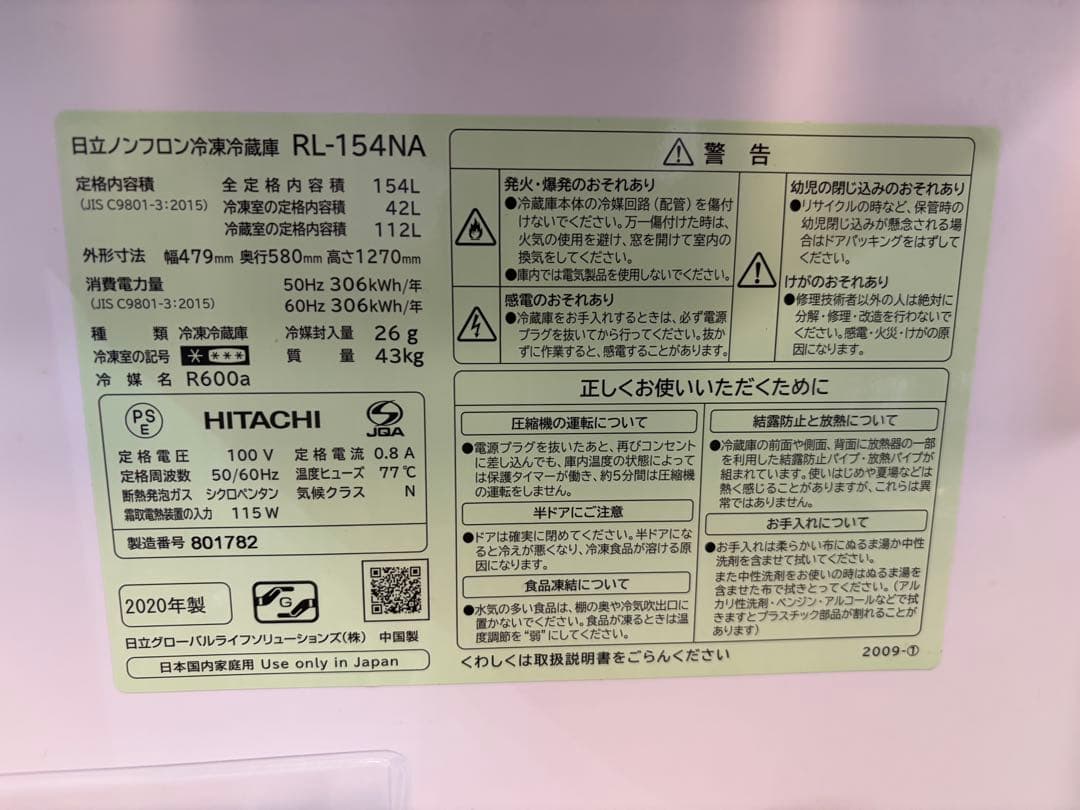 日立ノンフロン冷凍冷蔵庫 RL-154NA
定格内容積 全定格内容積 154L
(JIS C9801-3:2015) 冷凍室の定格内容積 42L
冷蔵室の定格内容積 112L
外形寸法 幅479mm 奥行580mm 高さ1270mm
消費電力量 50Hz 306kWh/年
(JIS C9801-3:2015) 60Hz 306kWh/年
種類 冷凍冷蔵庫 冷媒封入量 26g
冷凍室の記号 * *** 質量 43kg
冷媒名 R600a
PS
E
HITACHI
JQA
定格電圧 100V 定格電流 0.8A
定格周波数 50/60Hz 温度ヒューズ 77℃
断熱発泡ガス シクロペンタン 気候クラス N
霜取電熱装置の入力 115W
製造番号 801782
2020年製
G
日立グローバルライフソリューションズ(株) 中国製
日本国内家庭用 Use only in Japan
警告
発火・爆発のおそれあり
●冷蔵庫本体の冷媒回路(配管)を傷付
けないでください。万一傷付けた時は、
火気の使用を避け、窓を開けて室内の
換気をしてください。
●庫内では電気製品を使用しないでください。
感電のおそれあり
●冷蔵庫をお手入れするときは、必ず電源
プラグを抜いてから行ってください。抜か
ずに作業すると、感電することがあります。
幼児の閉じ込めのおそれあり
●リサイクルの時など、保管時の
幼児閉じ込めが懸念される場
合はドアパッキングをはずして
ください。
けがのおそれあり
●修理技術者以外の人は絶対に
分解・修理・改造を行わないで
ください。感電・火災・けがの原
因になります。
正しくお使いいただくために
圧縮機の運転について
●電源プラグを抜いたあと、再びコンセント
に差し込んでも、庫内温度の状態によって
は保護タイマーが働き、約5分間は圧縮機
の運転をしません。
半ドアにご注意
●ドアは確実に閉めてください。半ドアにな
ると冷えが悪くなり、冷凍食品が溶ける原
因になります。
食品凍結について
●水気の多い食品は、棚の奥や冷気吹出口に
置かないでください。食品が凍るときは温
度調節を“弱”にしてください。
結露防止と放熱について
●冷蔵庫の前面や側面、背面に放熱器の一部
を利用した結露防止パイプ・放熱パイプが
組まれています。使いはじめや夏場などは
熱く感じることがありますが、これらは異
常ではありません。
お手入れについて
●お手入れは柔らかい布にぬるま湯か中性
洗剤を含ませて拭いてください。
また中性洗剤をお使いの時はぬるま湯を
含ませた布で拭きとってください。(アル
カリ性洗剤・ベンジン・アルコールなどで拭
きますとプラスチック部品が割れることが
あります)
くわしくは取扱説明書をごらんください
2009-①